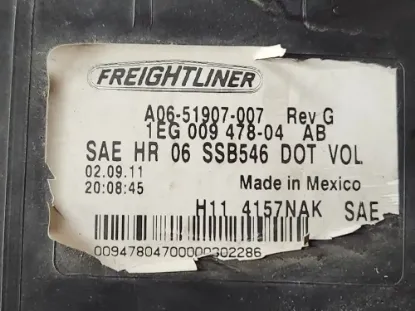 FREIGHTLINER
A06-51907-007 Rev G
1EG 009 478-04 AB
SAE HR 06 SSB546 DOT VOL
02.09.11
20:08:45
Made in Mexico
H11 4157NAK SAE